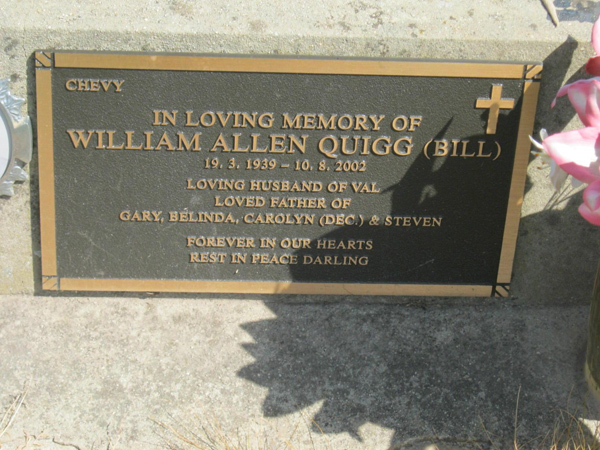 CHEVY
IN LOVING MEMORY OF
WILLIAM ALLEN QUIGG (BILL)
19. 3. 1939 – 10. 8. 2002
LOVING HUSBAND OF VAL
LOVED FATHER OF
GARY, BELINDA, CAROLYN (DEC.) & STEVEN
FOREVER IN OUR HEARTS
REST IN PEACE DARLING